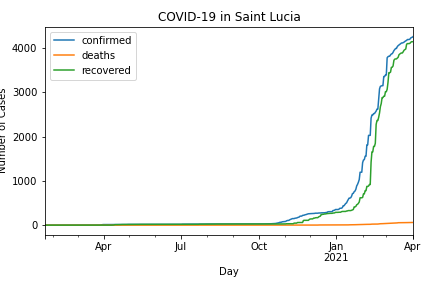 COVID-19 in Saint Lucia
confirmed
deaths
recovered
4000
3000
2000
1000
0
Number of Cases
Apr
Jul
Oct
Jan
2021
Apr
Day